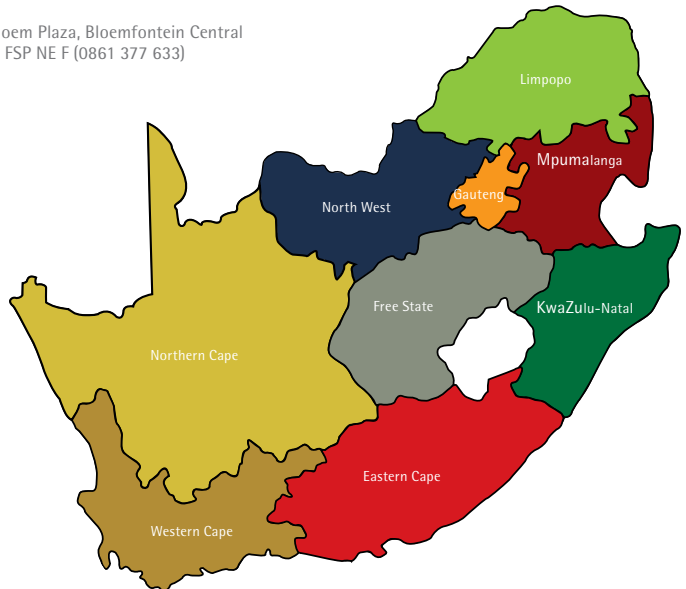 oem Plaza, Bloemfontein Central
FSP NE F (0861 377 633)
Limpopo
Mpumalanga
Gauteng
North West
Free State
KwaZulu-Natal
Northern Cape
Eastern Cape
Western Cape